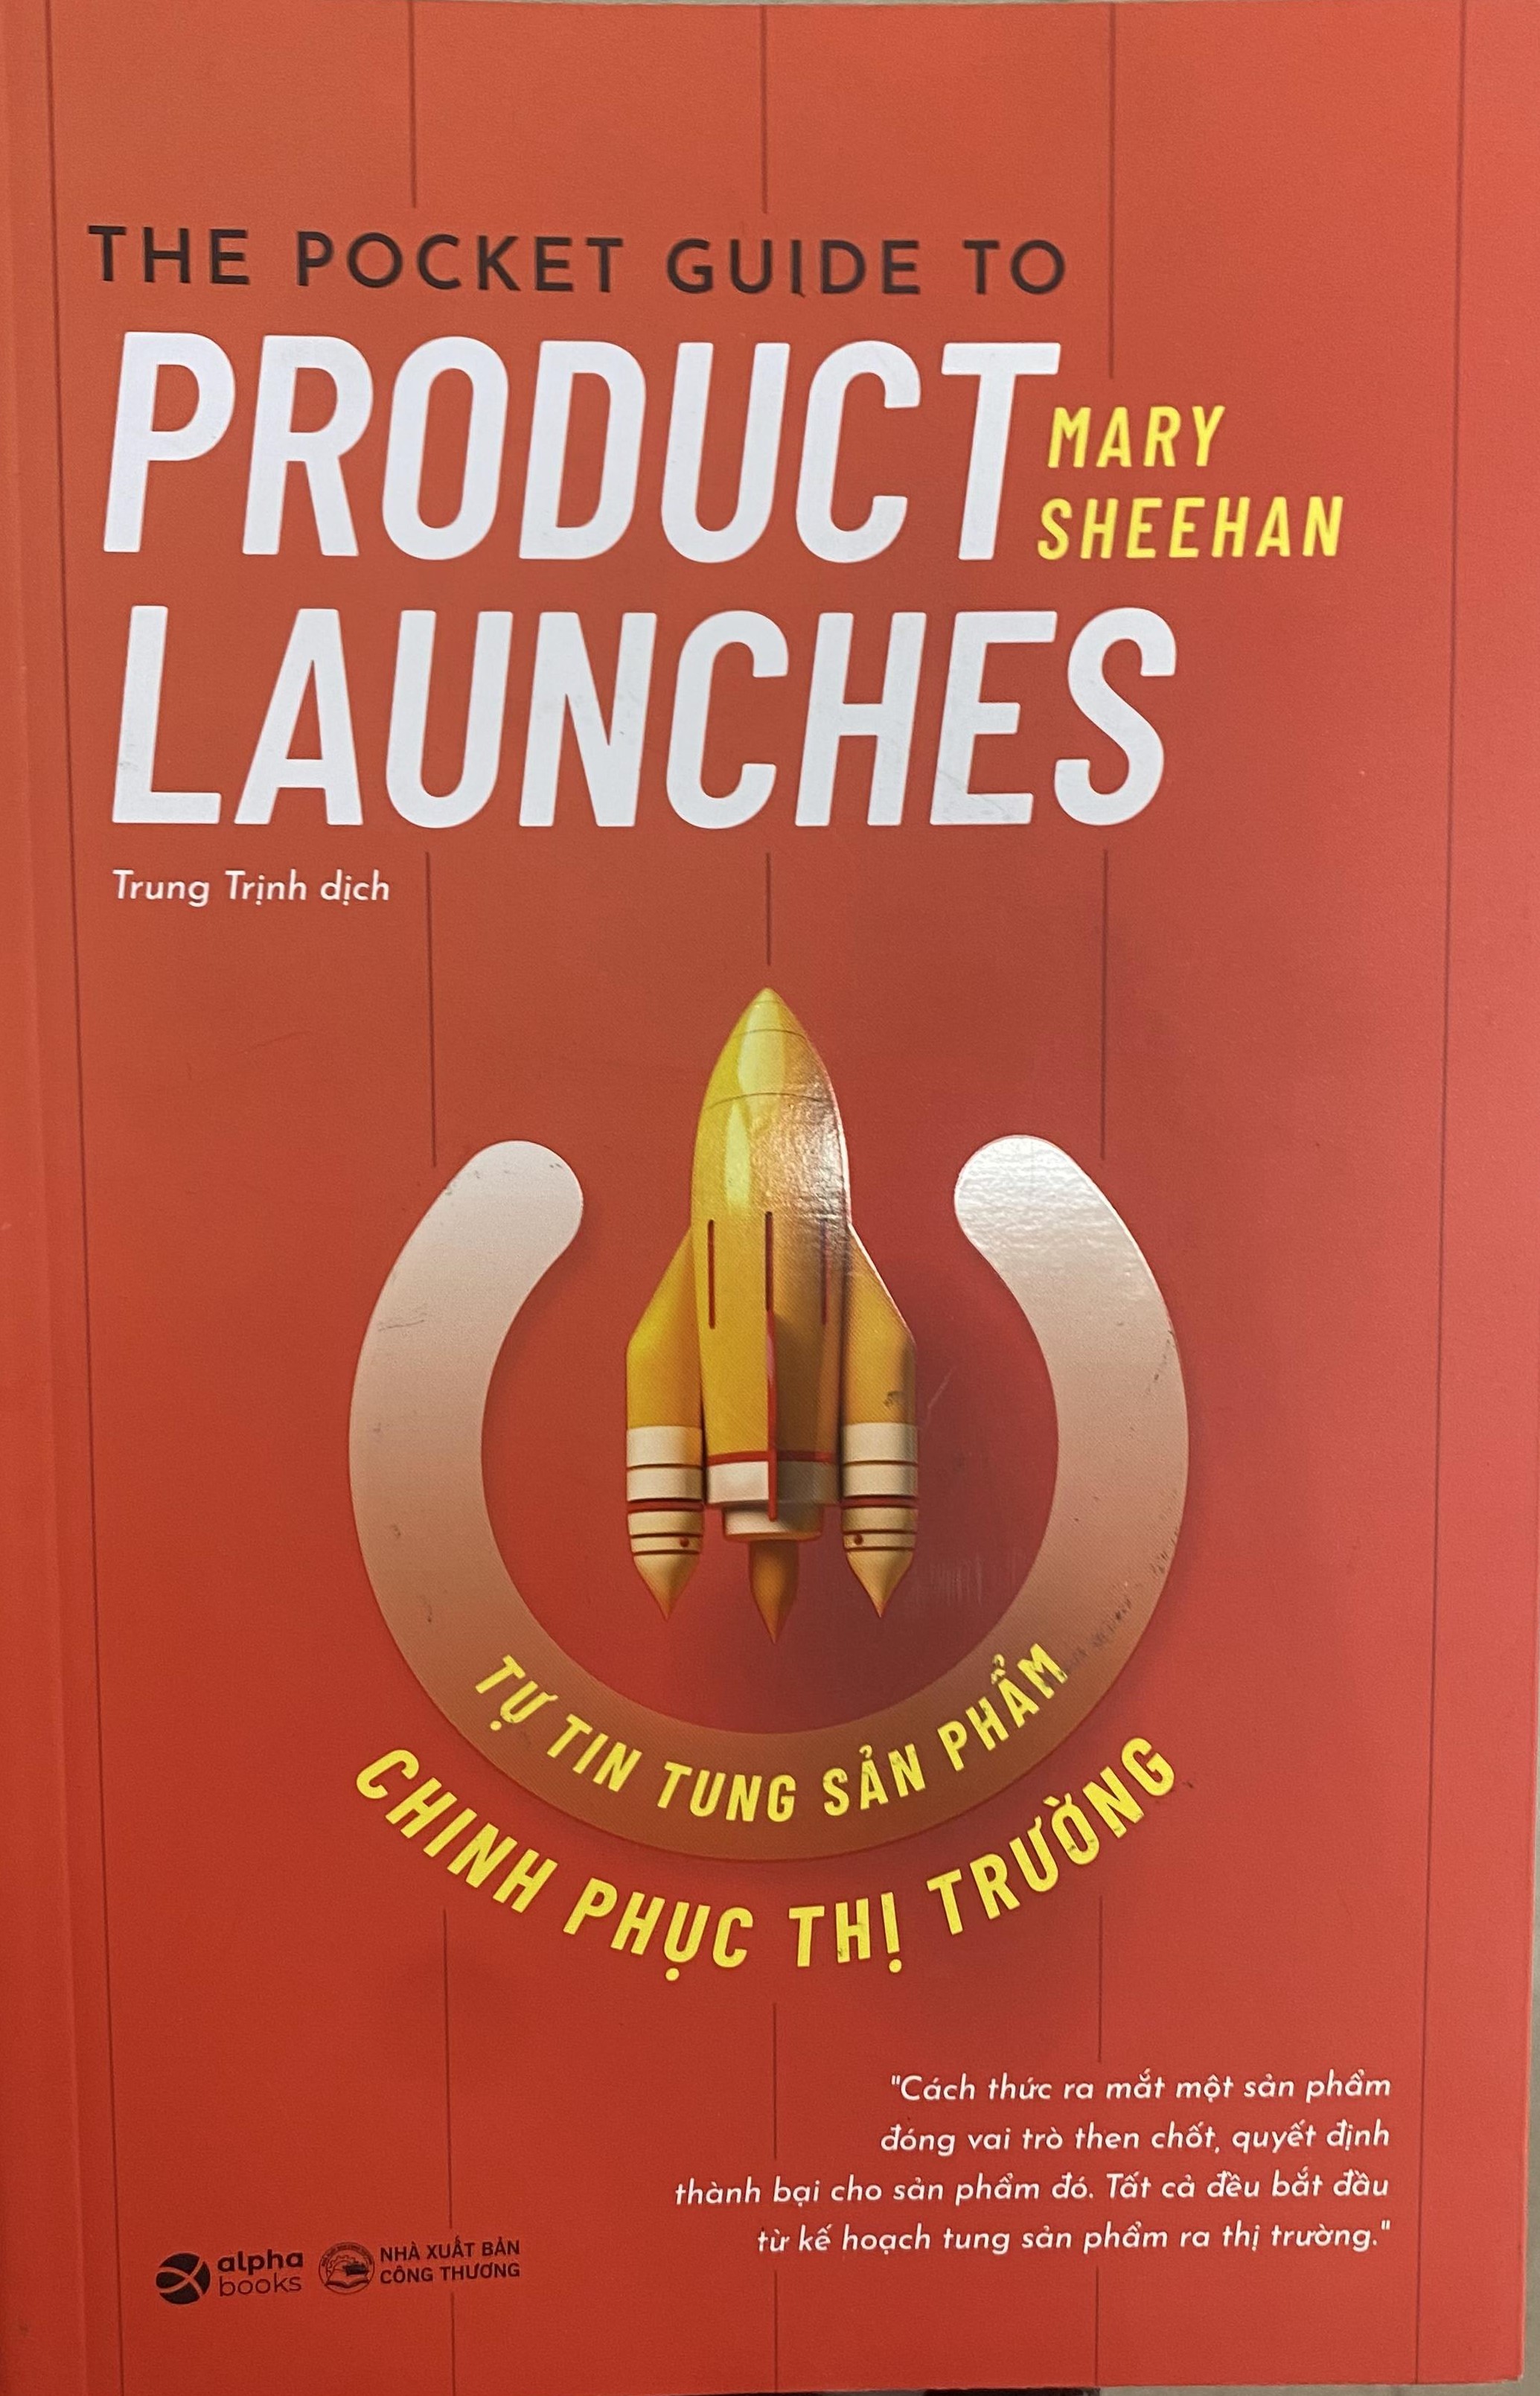 THE POCKET GUIDE TO
PRODUCT
MARY
SHEEHAN
LAUNCHES
Trung Trịnh dịch
TỰ TIN TUNG SẢN PHẨM
CHINH PHỤC THỊ TRƯỜNG
"Cách thức ra mắt một sản phẩm
đóng vai trò then chốt, quyết định
thành bại cho sản phẩm đó. Tất cả đều bắt đầu
từ kế hoạch tung sản phẩm ra thị trường."
alpha
books
NHÀ XUẤT BẢN
CÔNG THƯƠNG